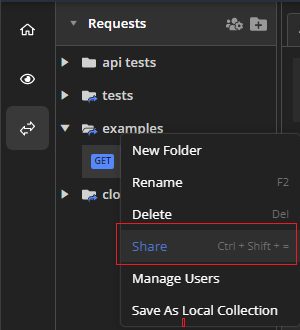 Requests
api tests
tests
examples
GET
clo
New Folder
Rename F2
Delete Del
Share Ctrl + Shift + =
Manage Users
Save As Local Collection